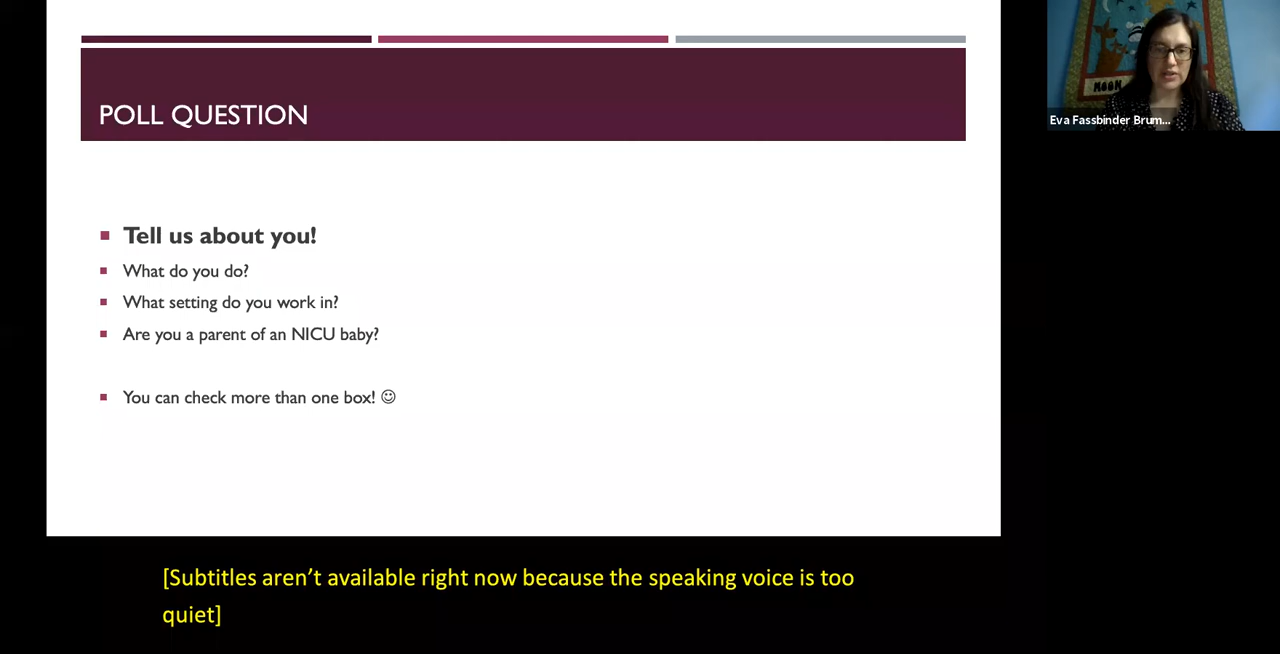 POLL QUESTION
Tell us about you!
What do you do?
What setting do you work in?
Are you a parent of an NICU baby?
You can check more than one box! ☺
MOON
Eva Fassbinder Brum...
[Subtitles aren't available right now because the speaking voice is too
quiet]